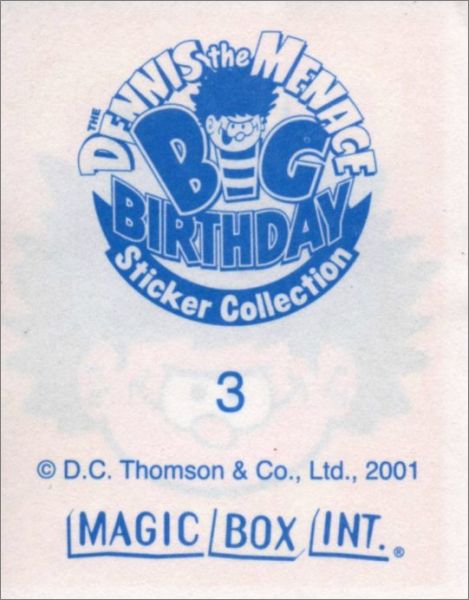 THE DENNIS the MENACE
BIG
BIRTHDAY
Sticker Collection
3
© D.C. Thomson & Co., Ltd., 2001
MAGIC BOX INT.®